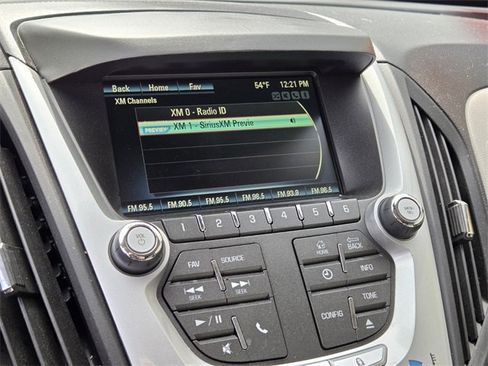 Back Home Fav 54°F 12:21 PM
XM Channels
XM 0 - Radio ID
PREVIEW XM 1 - SiriusXM Previe
FM 95.5 FM 90.5 FM 95.5 FM 98.5 FM 93.9 FM 98.5
1 2 3 4 5 6
VOL
FAV SOURCE HOME BACK
SEEK SEEK INFO
TONE
CONFIG